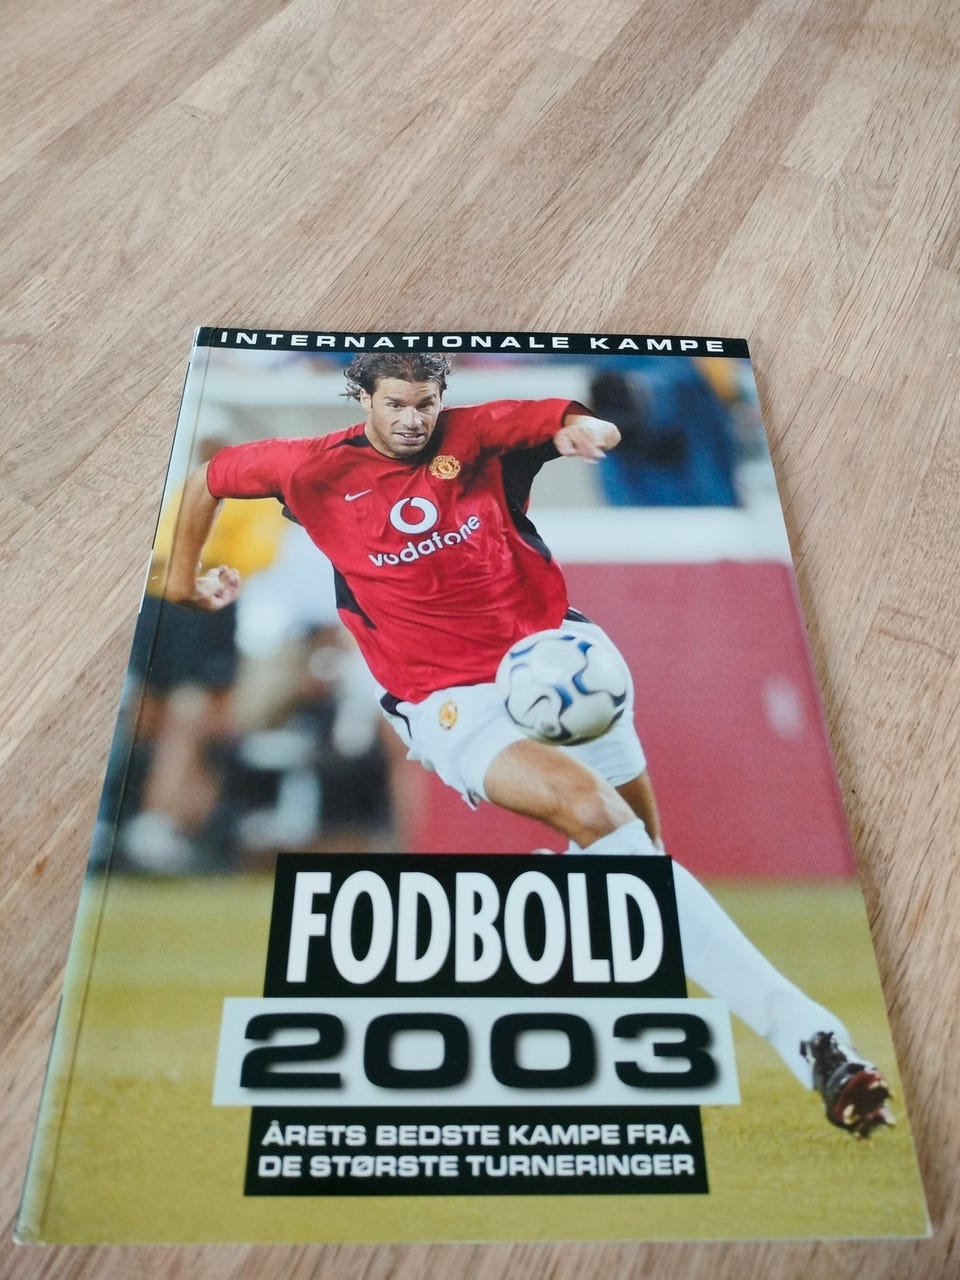 INTERNATIONALE KAMPE
vodafone
FODBOLD
2003
ÅRETS BEDSTE KAMPE FRA
DE STØRSTE TURNERINGER